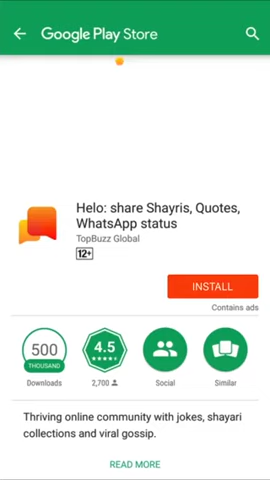 Google Play Store
Helo: share Shayris, Quotes,
WhatsApp status
TopBuzz Global
12+
INSTALL
Contains ads
500
THOUSAND
Downloads
4.5
2,700
Social
Similar
Thriving online community with jokes, shayari
collections and viral gossip.
READ MORE